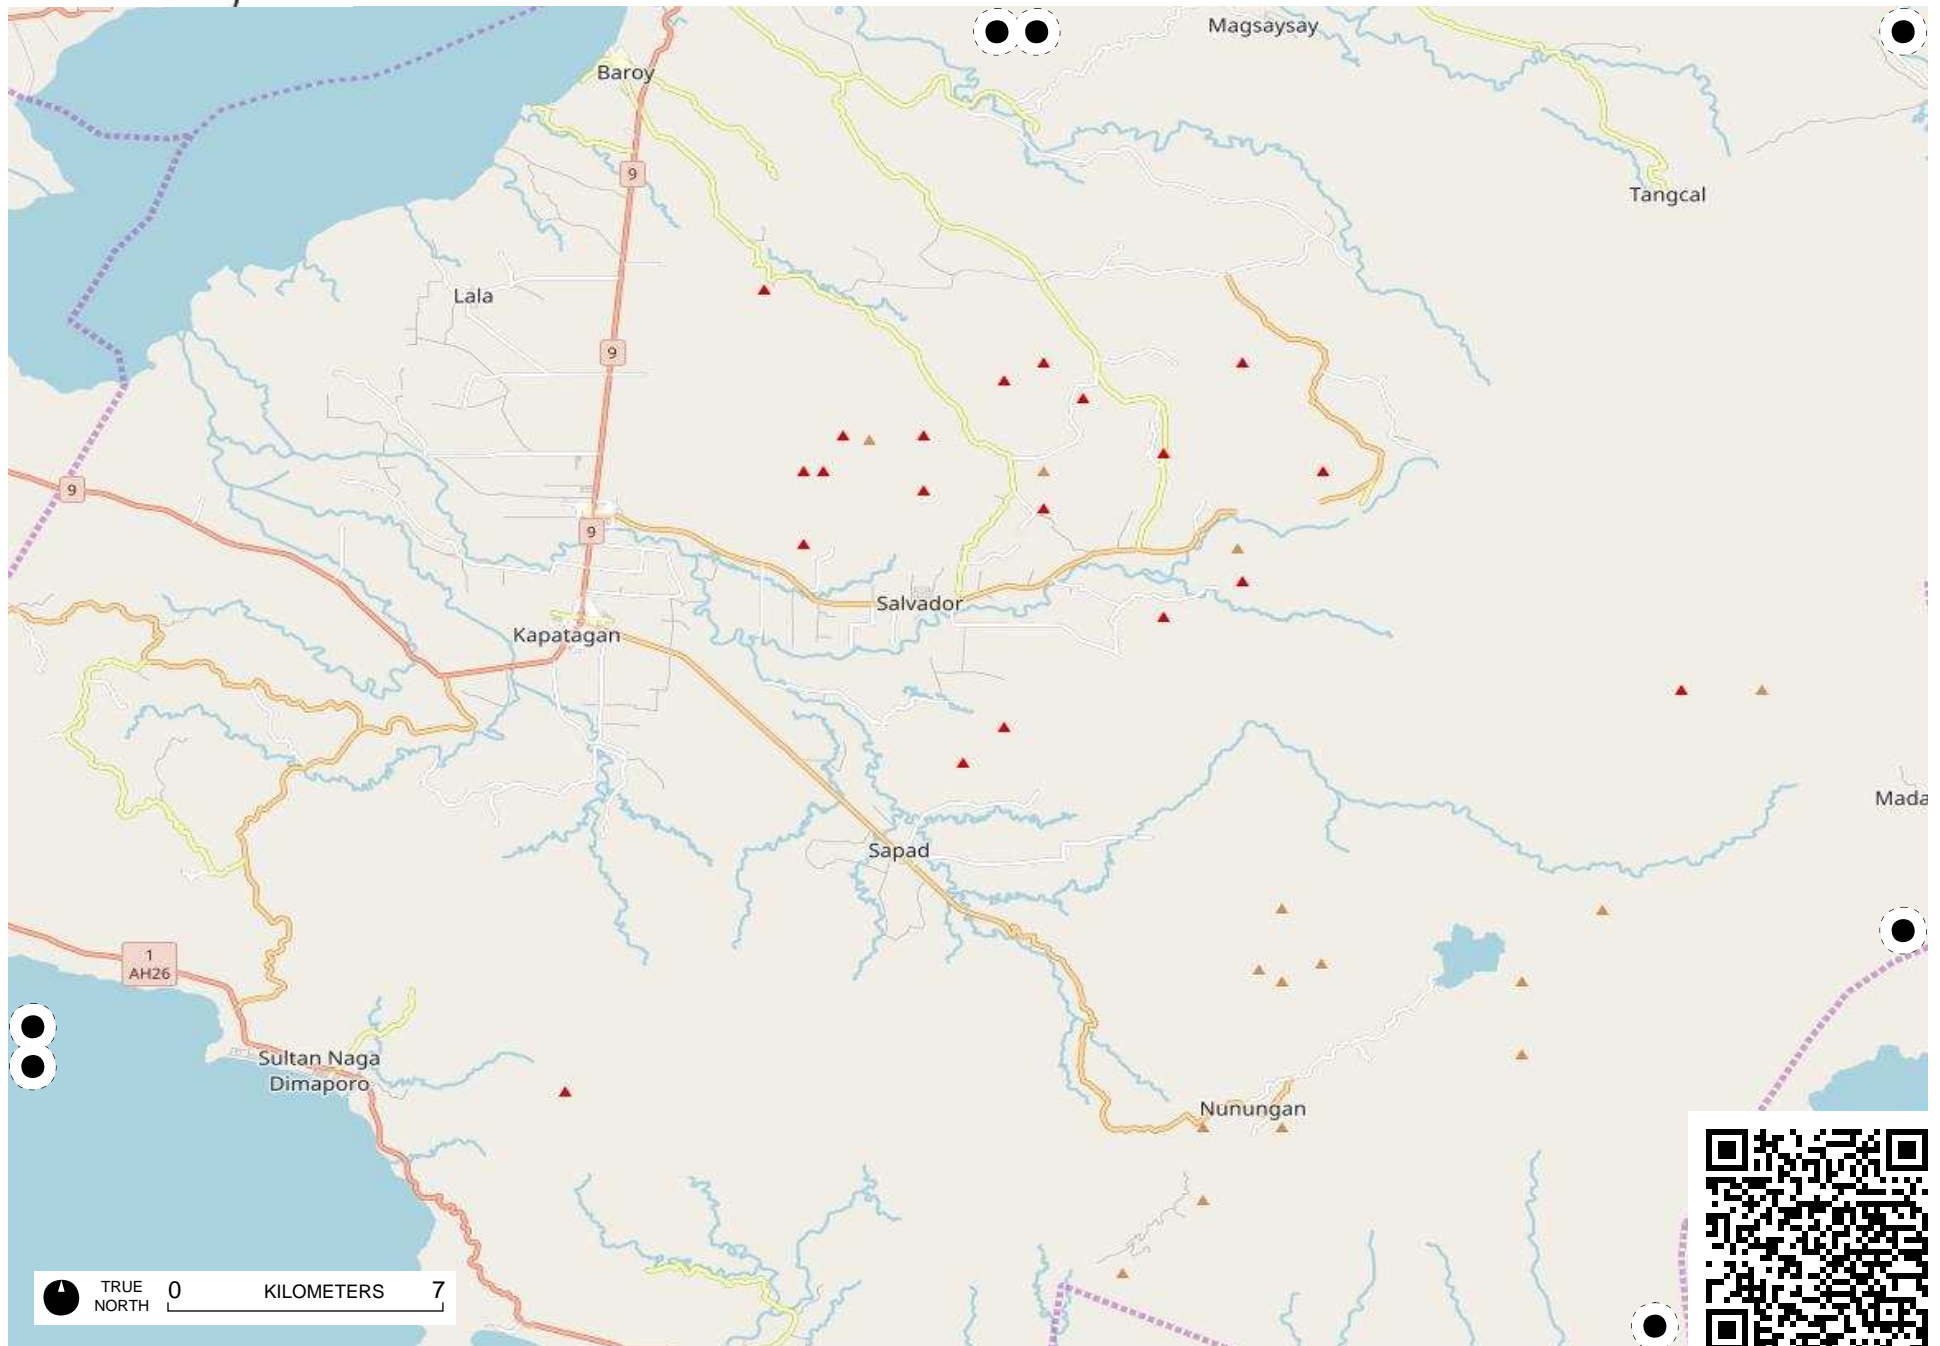 Magsaysay
Baroy
9
Tangcal
Lala
9
9
9
Salvador
Kapatagan
Mada
Sapad
1
AH26
Sultan Naga
Dimaporo
Nunungan
TRUE
NORTH
0
KILOMETERS
7